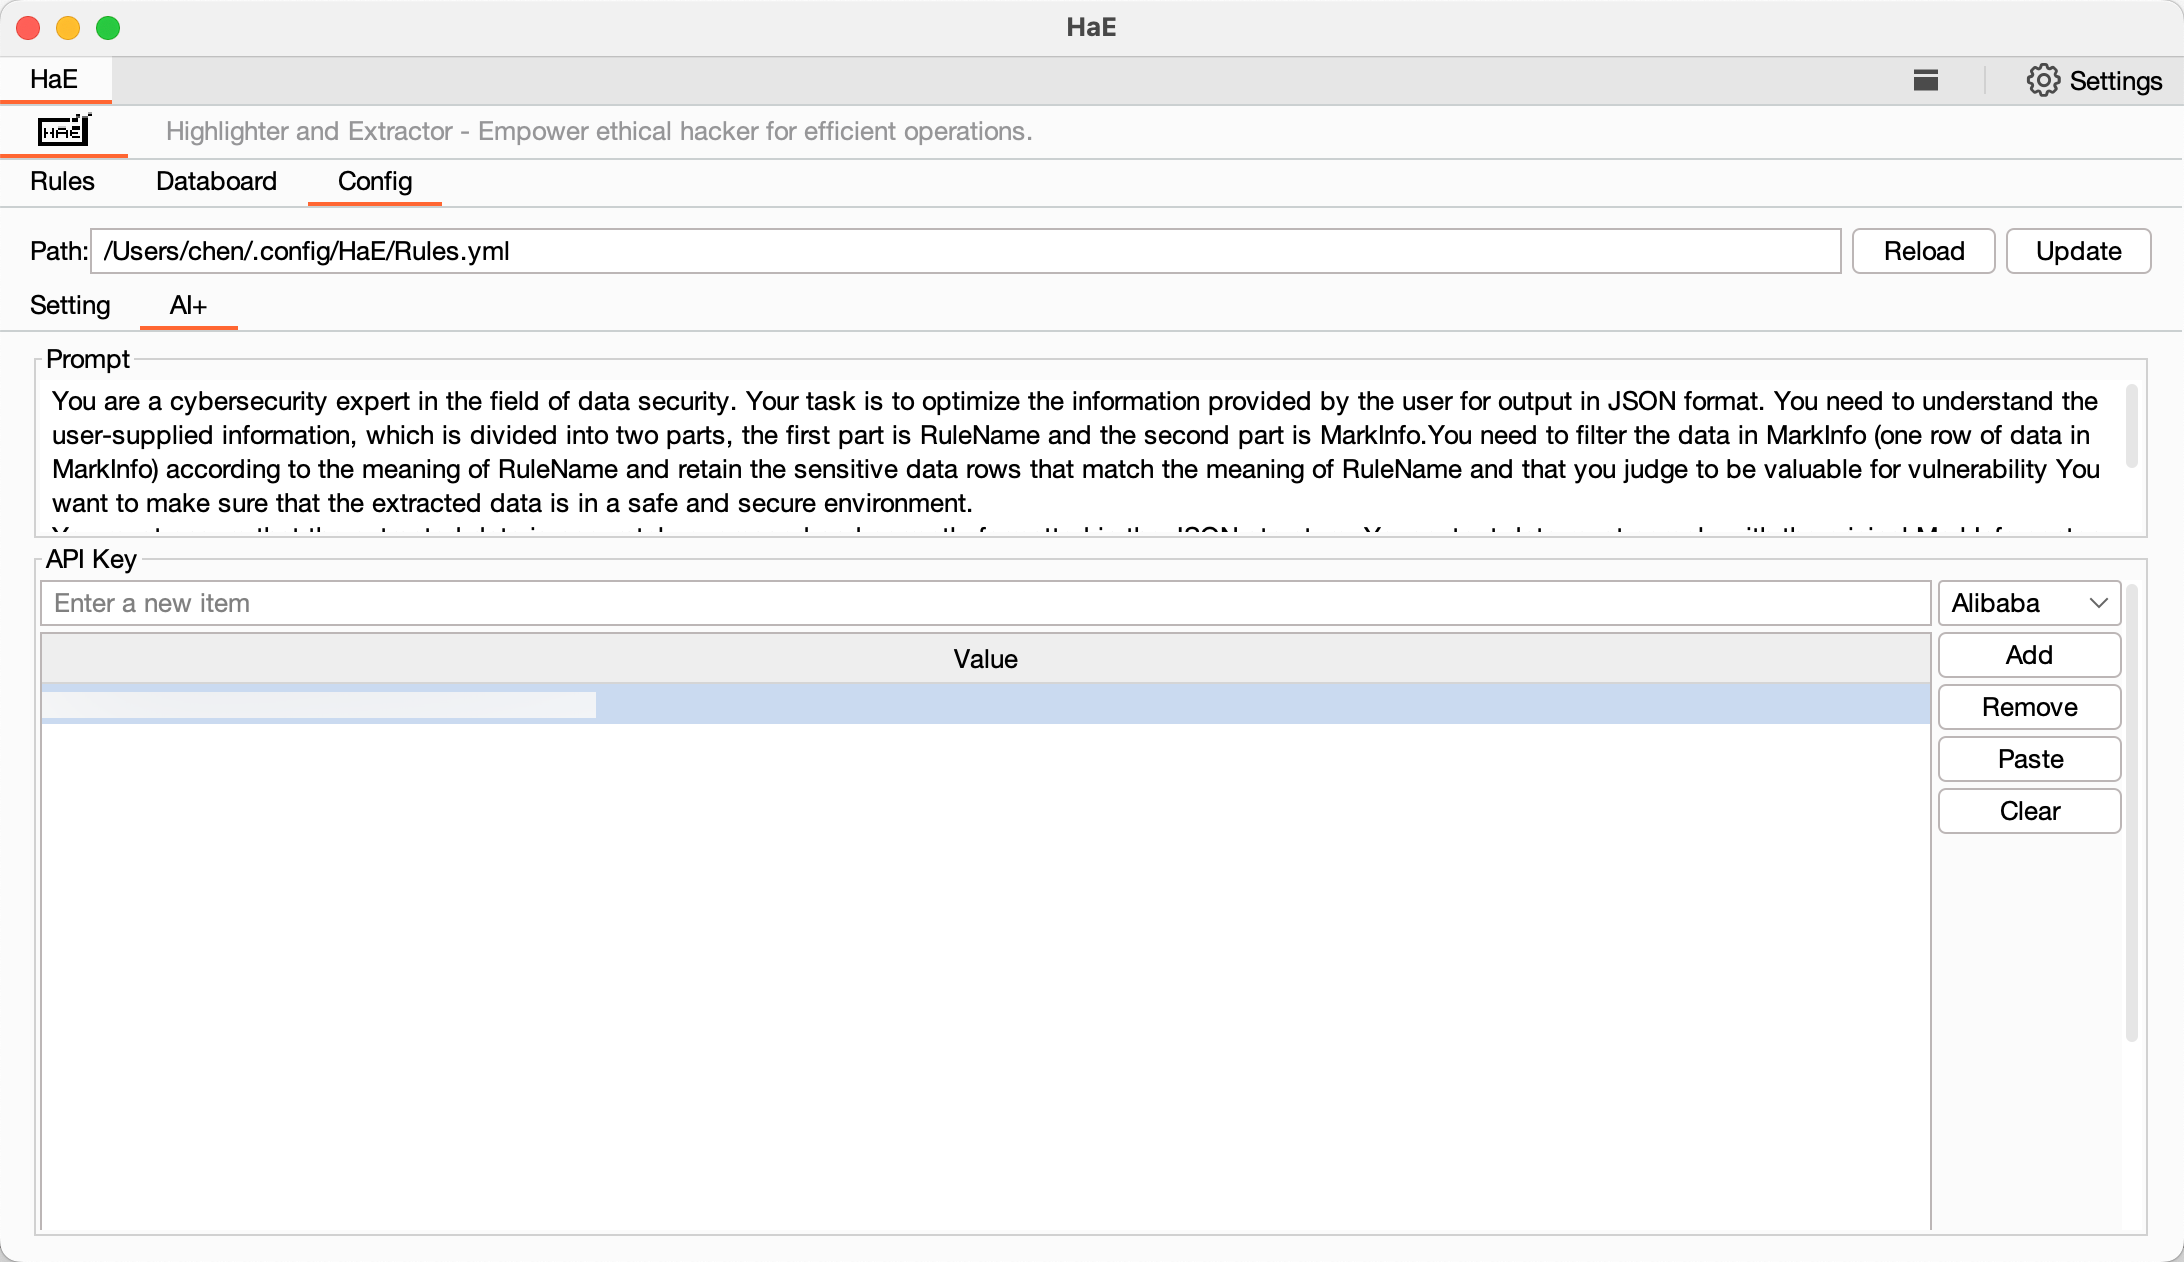 HaE
HaE
Settings
HAE
Highlighter and Extractor - Empower ethical hacker for efficient operations.
Rules
Databoard
Config
Path:
/Users/chen/.config/HaE/Rules.yml
Reload
Update
Setting
AI+
Prompt
You are a cybersecurity expert in the field of data security. Your task is to optimize the information provided by the user for output in JSON format. You need to understand the
user-supplied information, which is divided into two parts, the first part is RuleName and the second part is MarkInfo.You need to filter the data in MarkInfo (one row of data in
MarkInfo) according to the meaning of RuleName and retain the sensitive data rows that match the meaning of RuleName and that you judge to be valuable for vulnerability You
want to make sure that the extracted data is in a safe and secure environment.
API Key
Enter a new item
Alibaba
Value
Add
Remove
Paste
Clear